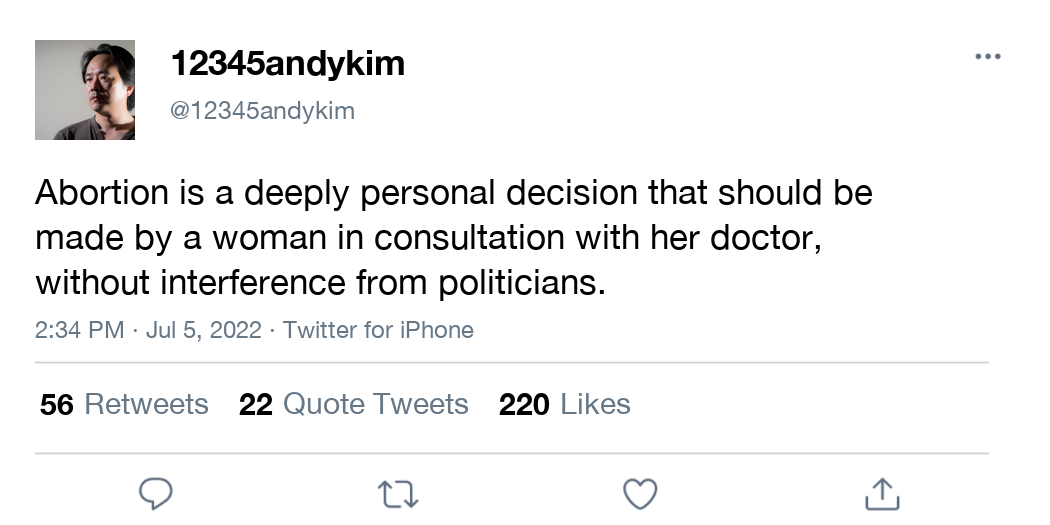 12345andykim
@12345andykim
Abortion is a deeply personal decision that should be
made by a woman in consultation with her doctor,
without interference from politicians.
2:34 PM · Jul 5, 2022 · Twitter for iPhone
56 Retweets 22 Quote Tweets 220 Likes